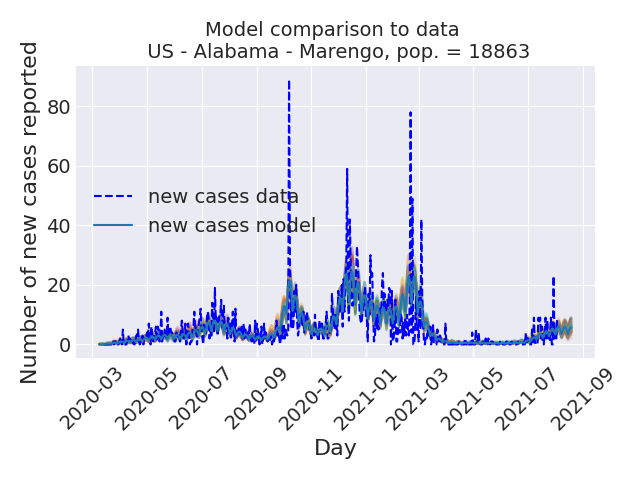 Model comparison to data
US - Alabama - Marengo, pop. = 18863
Number of new cases reported
80
60
40
20
0
new cases data
new cases model
2020-03
2020-05
2020-07
2020-09
2020-11
2021-01
2021-03
2021-05
2021-07
2021-09
Day